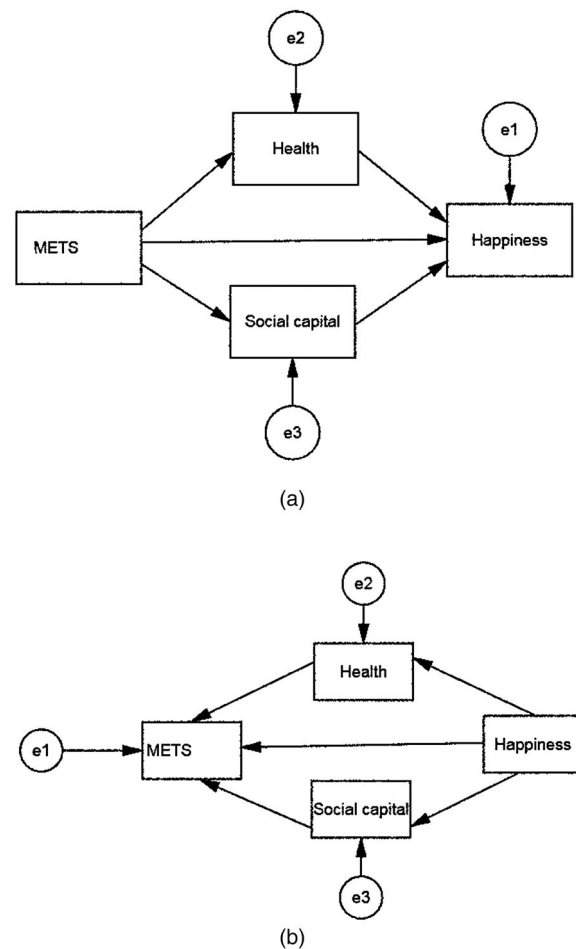 e2
e1
Health
METS
Happiness
Social capital
e3
(a)
e2
Health
e1
METS
Happiness
Social capital
e3
(b)